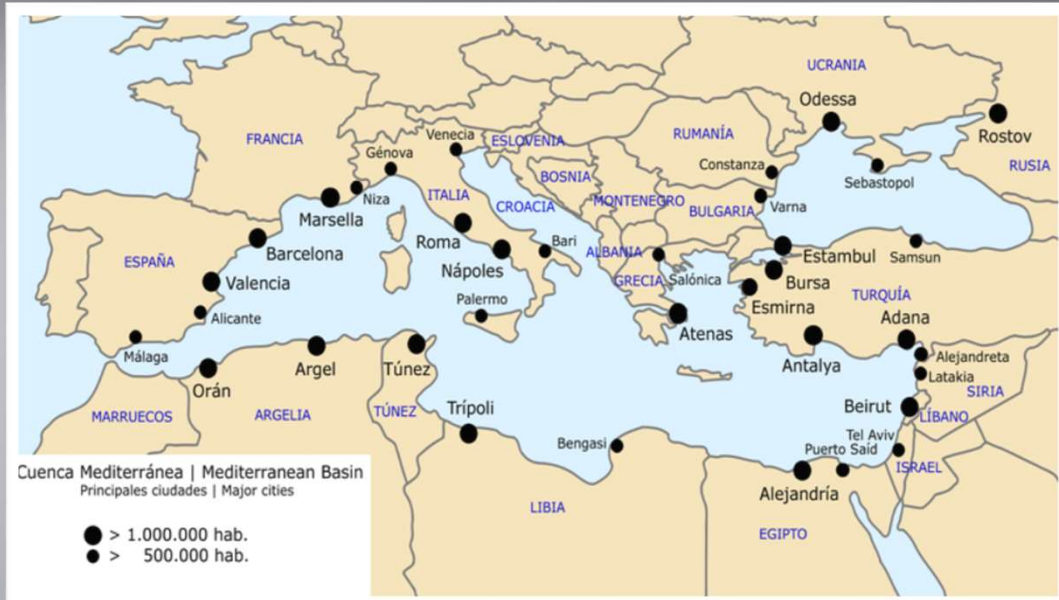 UCRANIA
Odessa
Rostov
RUSIA
FRANCIA
Venecia
ESLOVENIA
RUMANÍA
Génova
Constanza
Sebastopol
BOSNIA
Niza
ITALIA
MONTENEGRO
Varna
Marsella
CROACIA
BULGARIA
Barcelona
Roma
Bari
ALBANIA
Estambul
Samsun
ESPAÑA
Nápoles
GRECIA
Salónica
Bursa
Valencia
TURQUÍA
Palermo
Esmirna
Alicante
Atenas
Adana
Málaga
Antalya
Alejandreta
Argel
Túnez
Latakia
Orán
SIRIA
MARRUECOS
ARGELIA
TÚNEZ
Trípoli
Beirut
LÍBANO
Bengasi
Tel Aviv
Puerto Saíd
ISRAEL
Alejandría
LIBIA
EGIPTO
Cuenca Mediterránea | Mediterranean Basin
Principales ciudades | Major cities
> 1.000.000 hab.
> 500.000 hab.